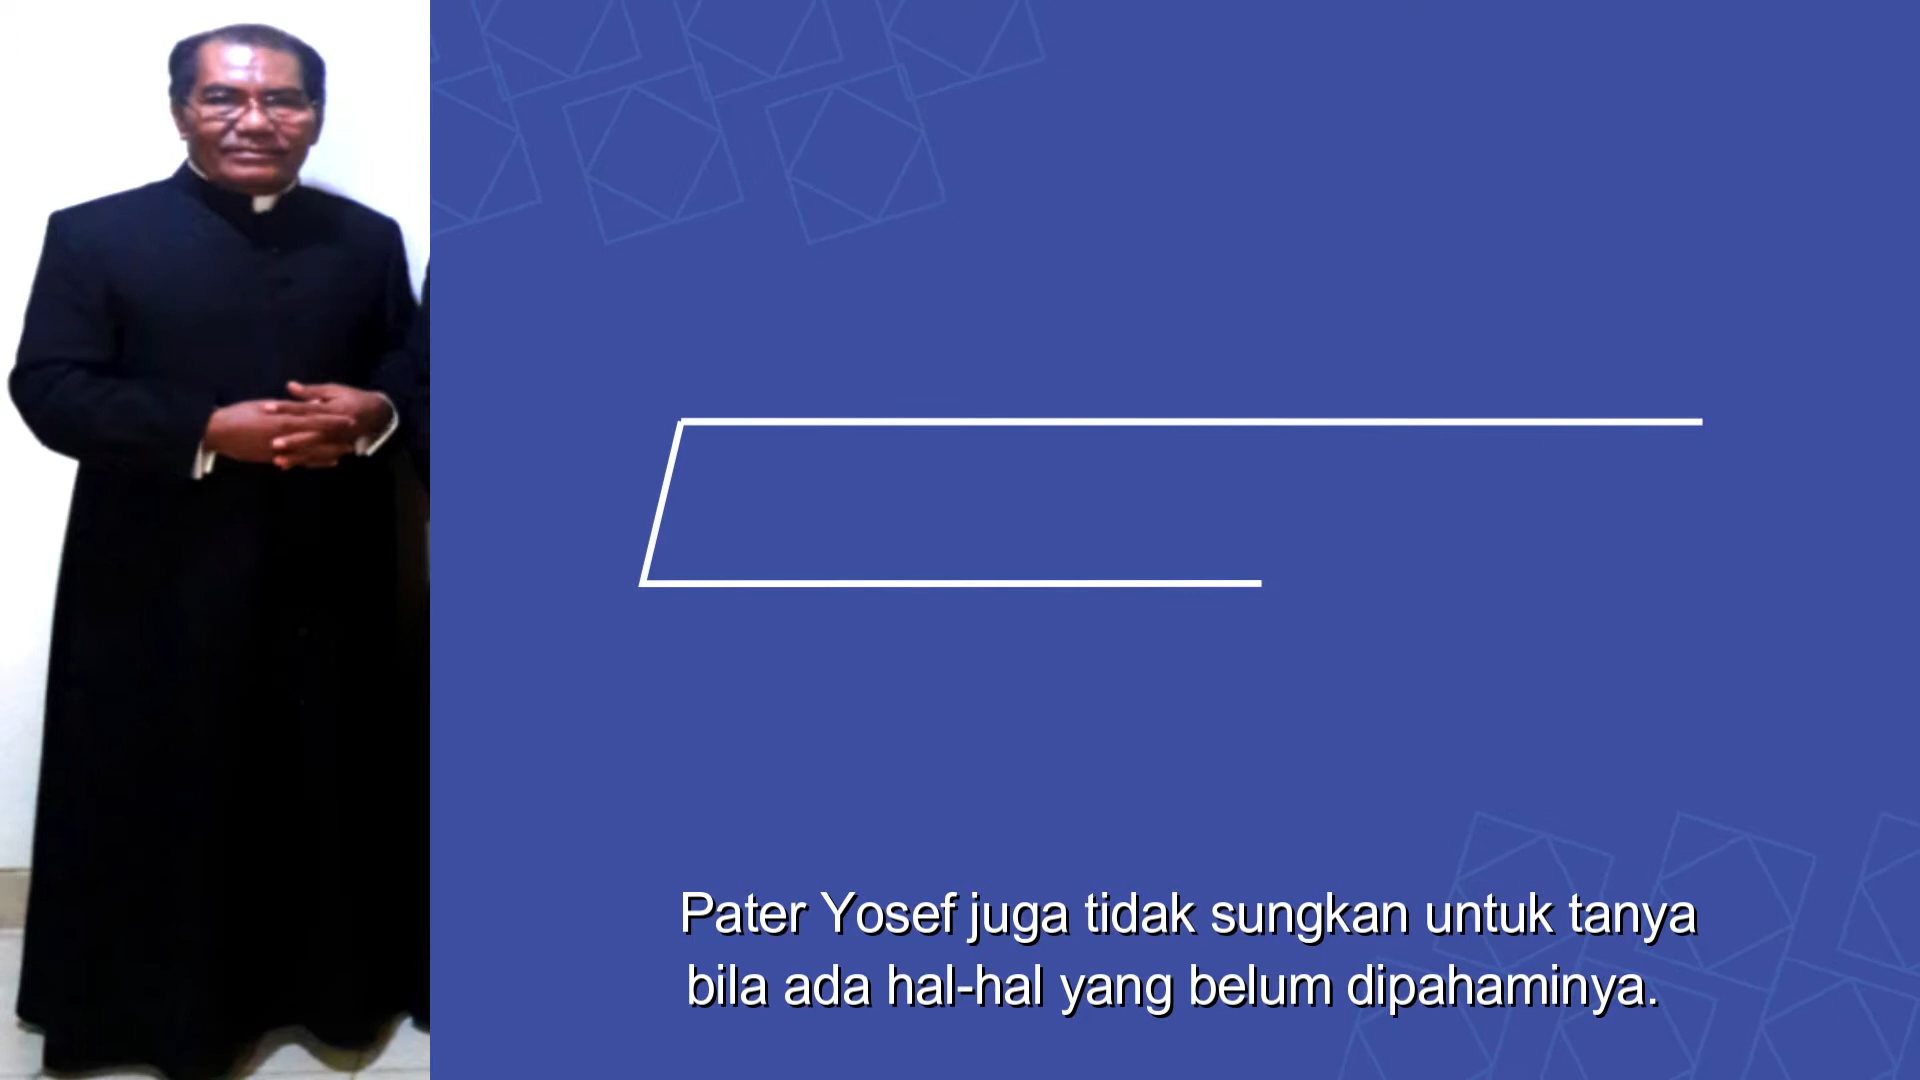 Pater Yosef juga tidak sungkan untuk tanya
bila ada hal-hal yang belum dipahaminya.